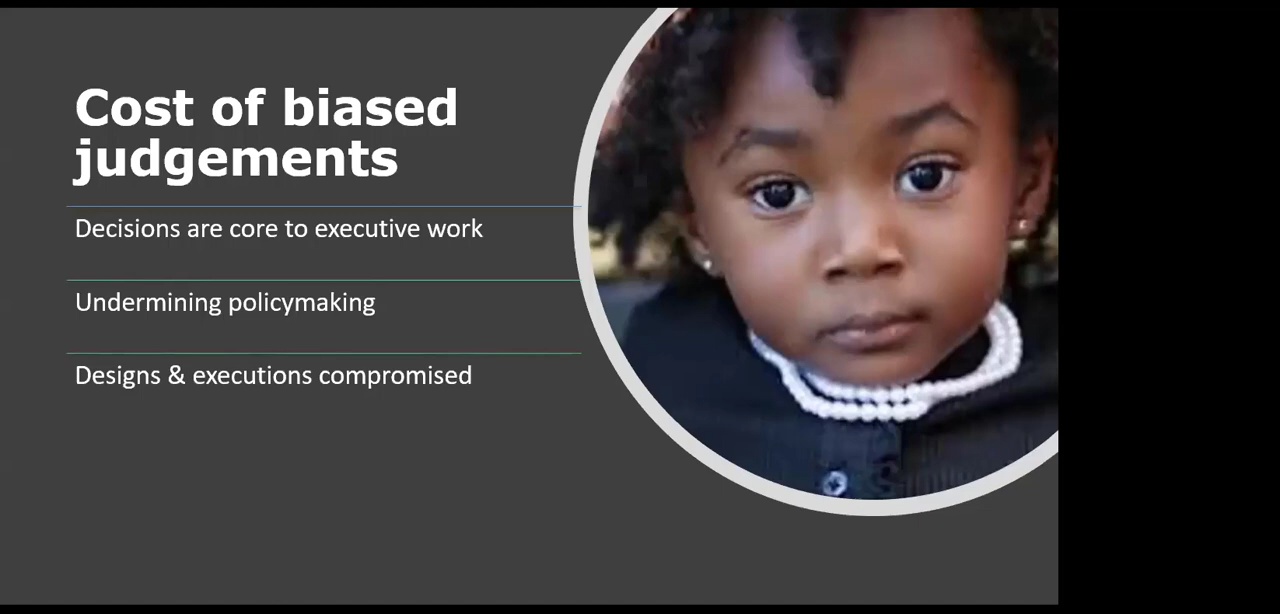 Cost of biased
judgements
Decisions are core to executive work
Undermining policymaking
Designs & executions compromised